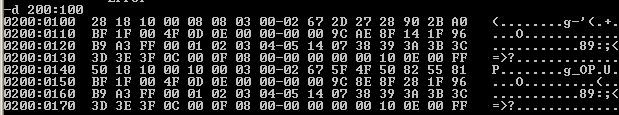 -d 200:100
0200:0100  28 18 10 00 08 08 03 00-02 67 2D 27 28 90 2B A0   (........g-'(.+.
0200:0110  BF 1F 00 4F 0D 0E 00 00-00 00 9C AE 8F 14 1F 96   ...O............
0200:0120  B9 A3 FF 00 01 02 03 04-05 14 07 38 39 3A 3B 3C   ...........89:;<
0200:0130  3D 3E 3F 0C 00 0F 08 00-00 00 00 00 10 0E 00 FF   =>?.............
0200:0140  50 18 10 00 10 00 03 00-02 67 5F 4F 50 82 55 81   P........g_OP.U.
0200:0150  BF 1F 00 4F 0D 0E 00 00-00 00 9C 8E 8F 28 1F 96   ...O.........(..
0200:0160  B9 A3 FF 00 01 02 03 04-05 14 07 38 39 3A 3B 3C   ...........89:;<
0200:0170  3D 3E 3F 0C 00 0F 08 00-00 00 00 00 10 0E 00 FF   =>?.............